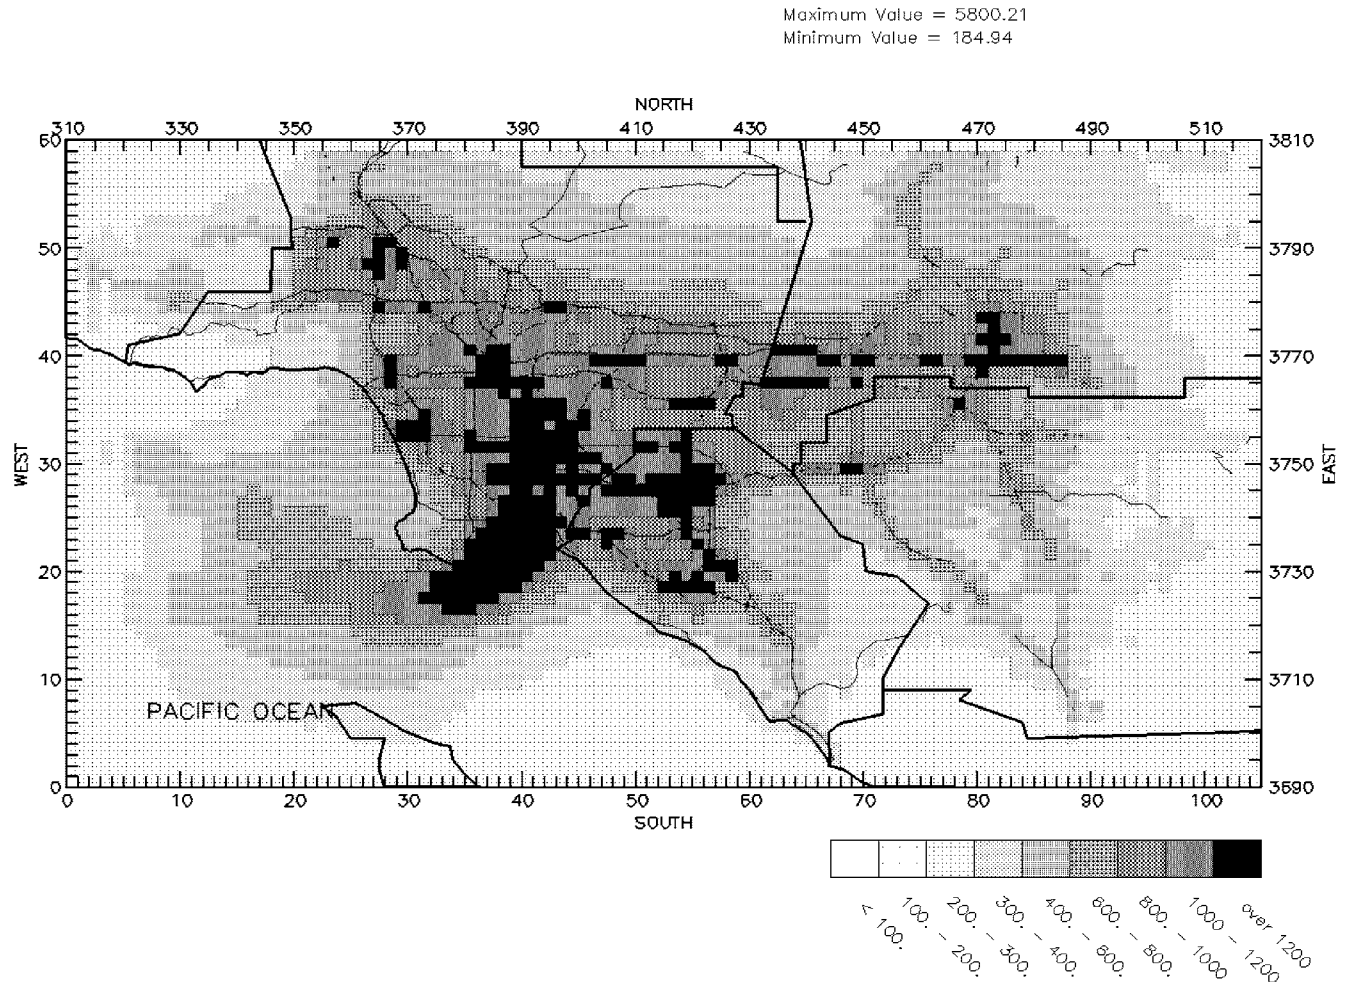 Maximum Value = 5800.21
Minimum Value = 184.94
NORTH
310 330 350 370 390 410 430 450 470 490 510
60 3810
50 3790
40 3770
WEST
30 3750
EAST
20 3730
10 3710
PACIFIC OCEAN
0 3690
0 10 20 30 40 50 60 70 80 90 100
SOUTH
< 100.
100. - 200.
200. - 300.
300. - 400.
400. - 600.
600. - 800.
800. - 1000
1000 - 1200
over 1200